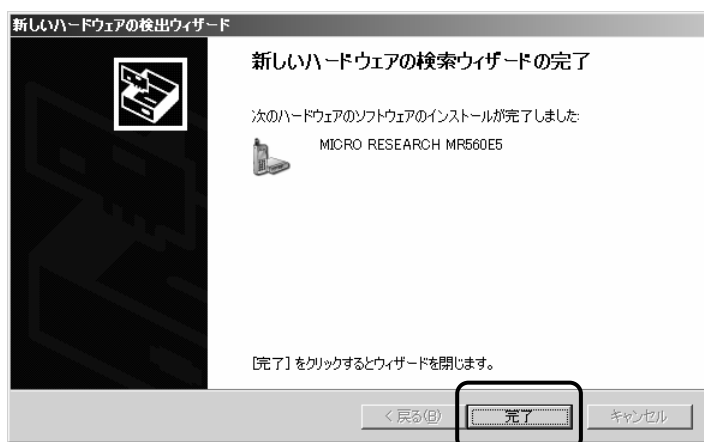 新しいハードウェアの検出ウィザード
新しいハードウェアの検索ウィザードの完了
次のハードウェアのソフトウェアのインストールが完了しました:
MICRO RESEARCH MR560E5
[完了] をクリックするとウィザードを閉じます。
< 戻る(B)
完了
キャンセル